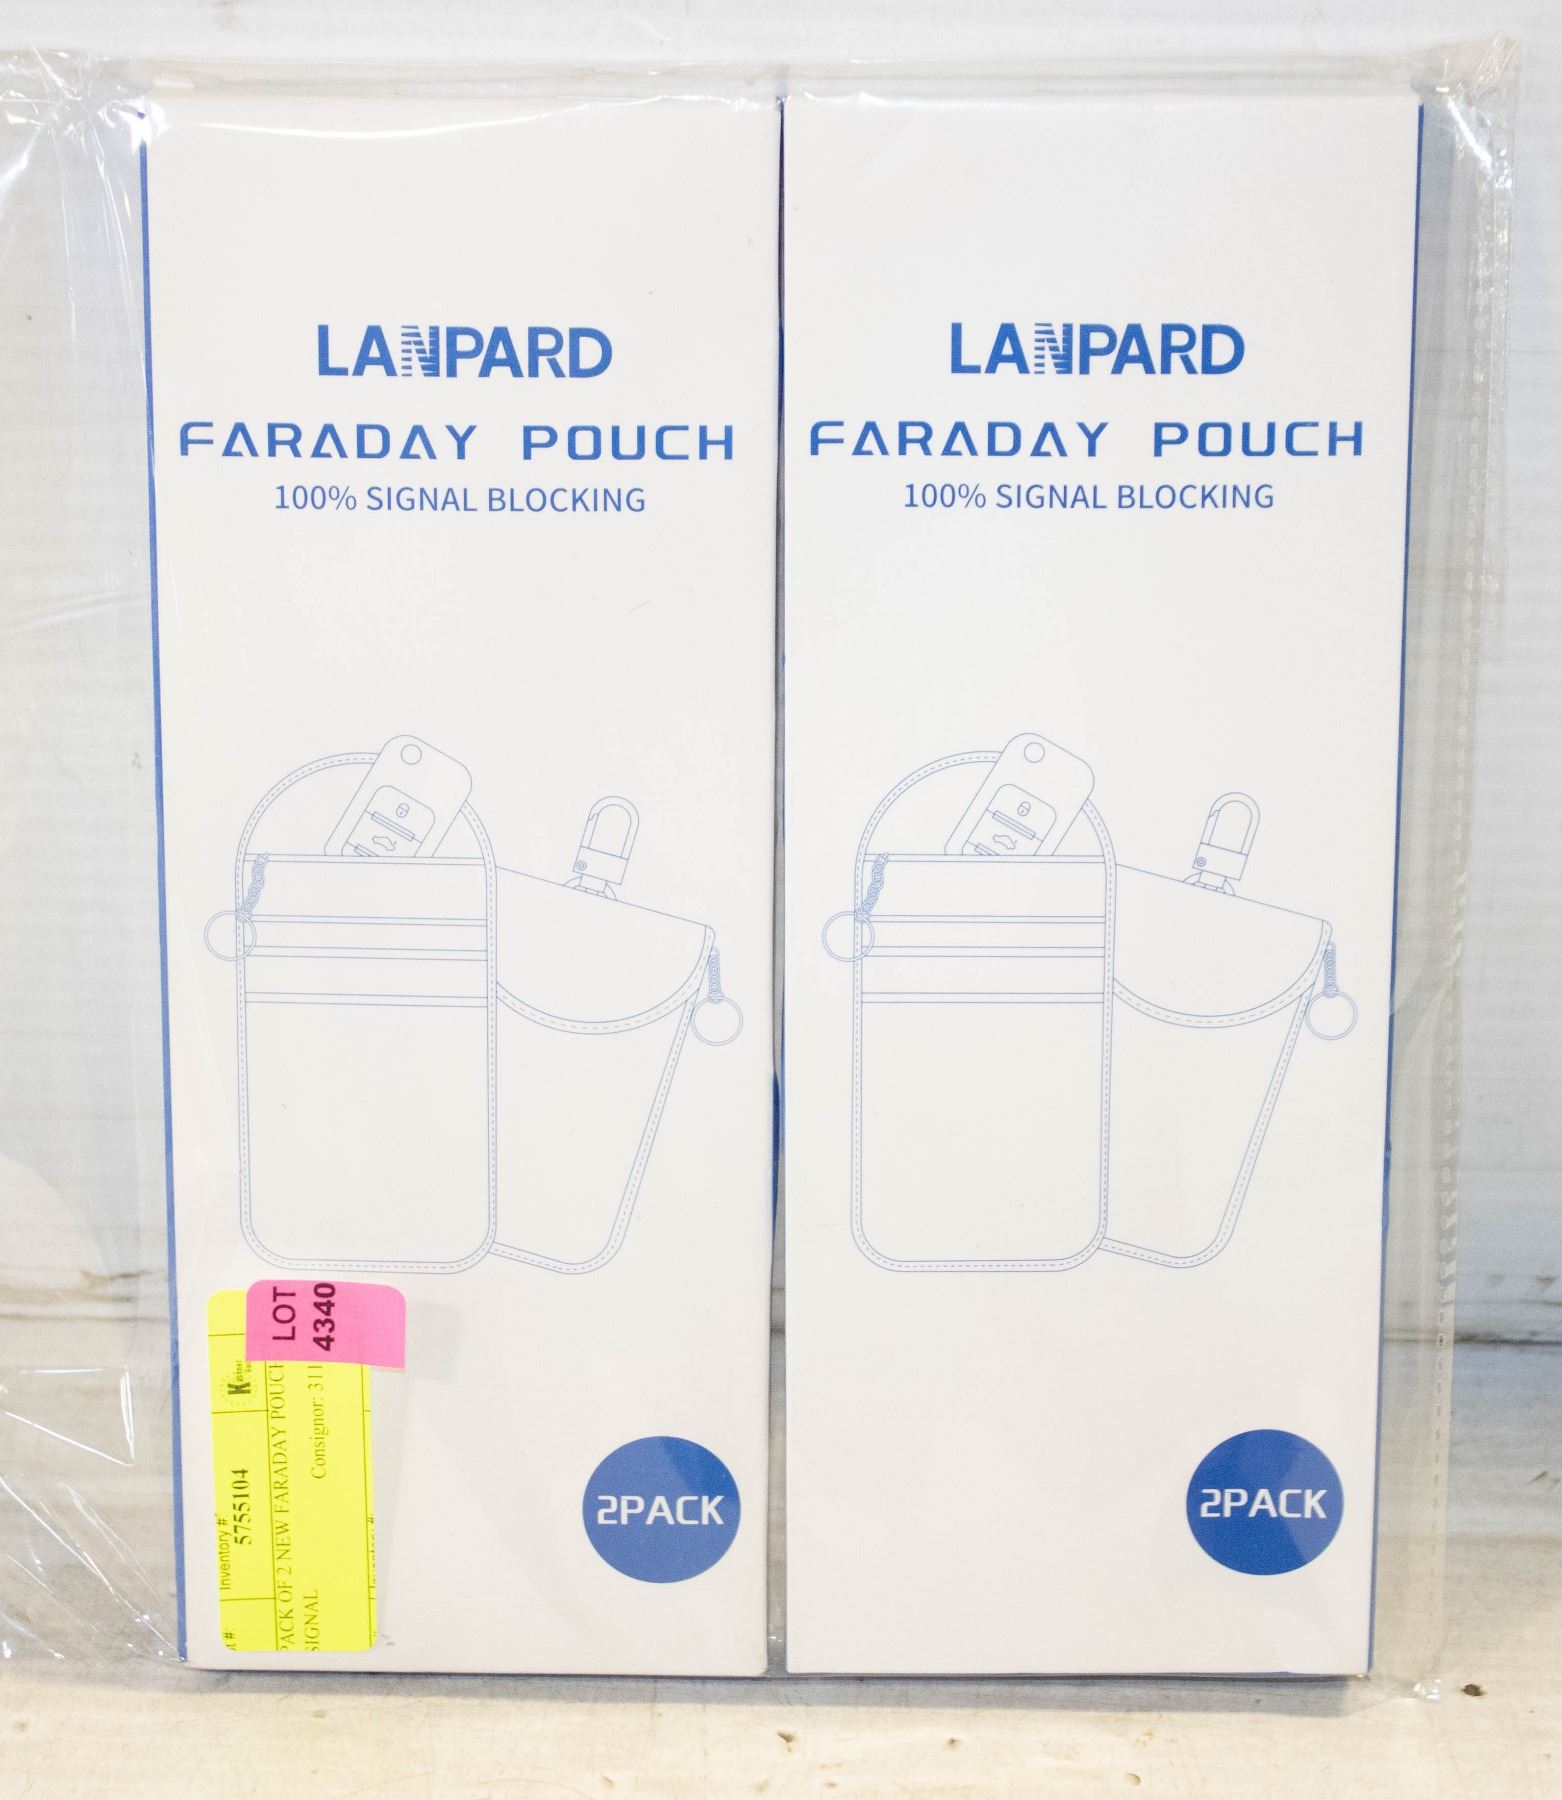 LANPARD
FARADAY POUCH
100% SIGNAL BLOCKING
2PACK
LANPARD
FARADAY POUCH
100% SIGNAL BLOCKING
2PACK
LOT
4340
Inventory #
5755104
PACK OF 2 NEW FARADAY POUCH
SIGNAL
Consignor: 311